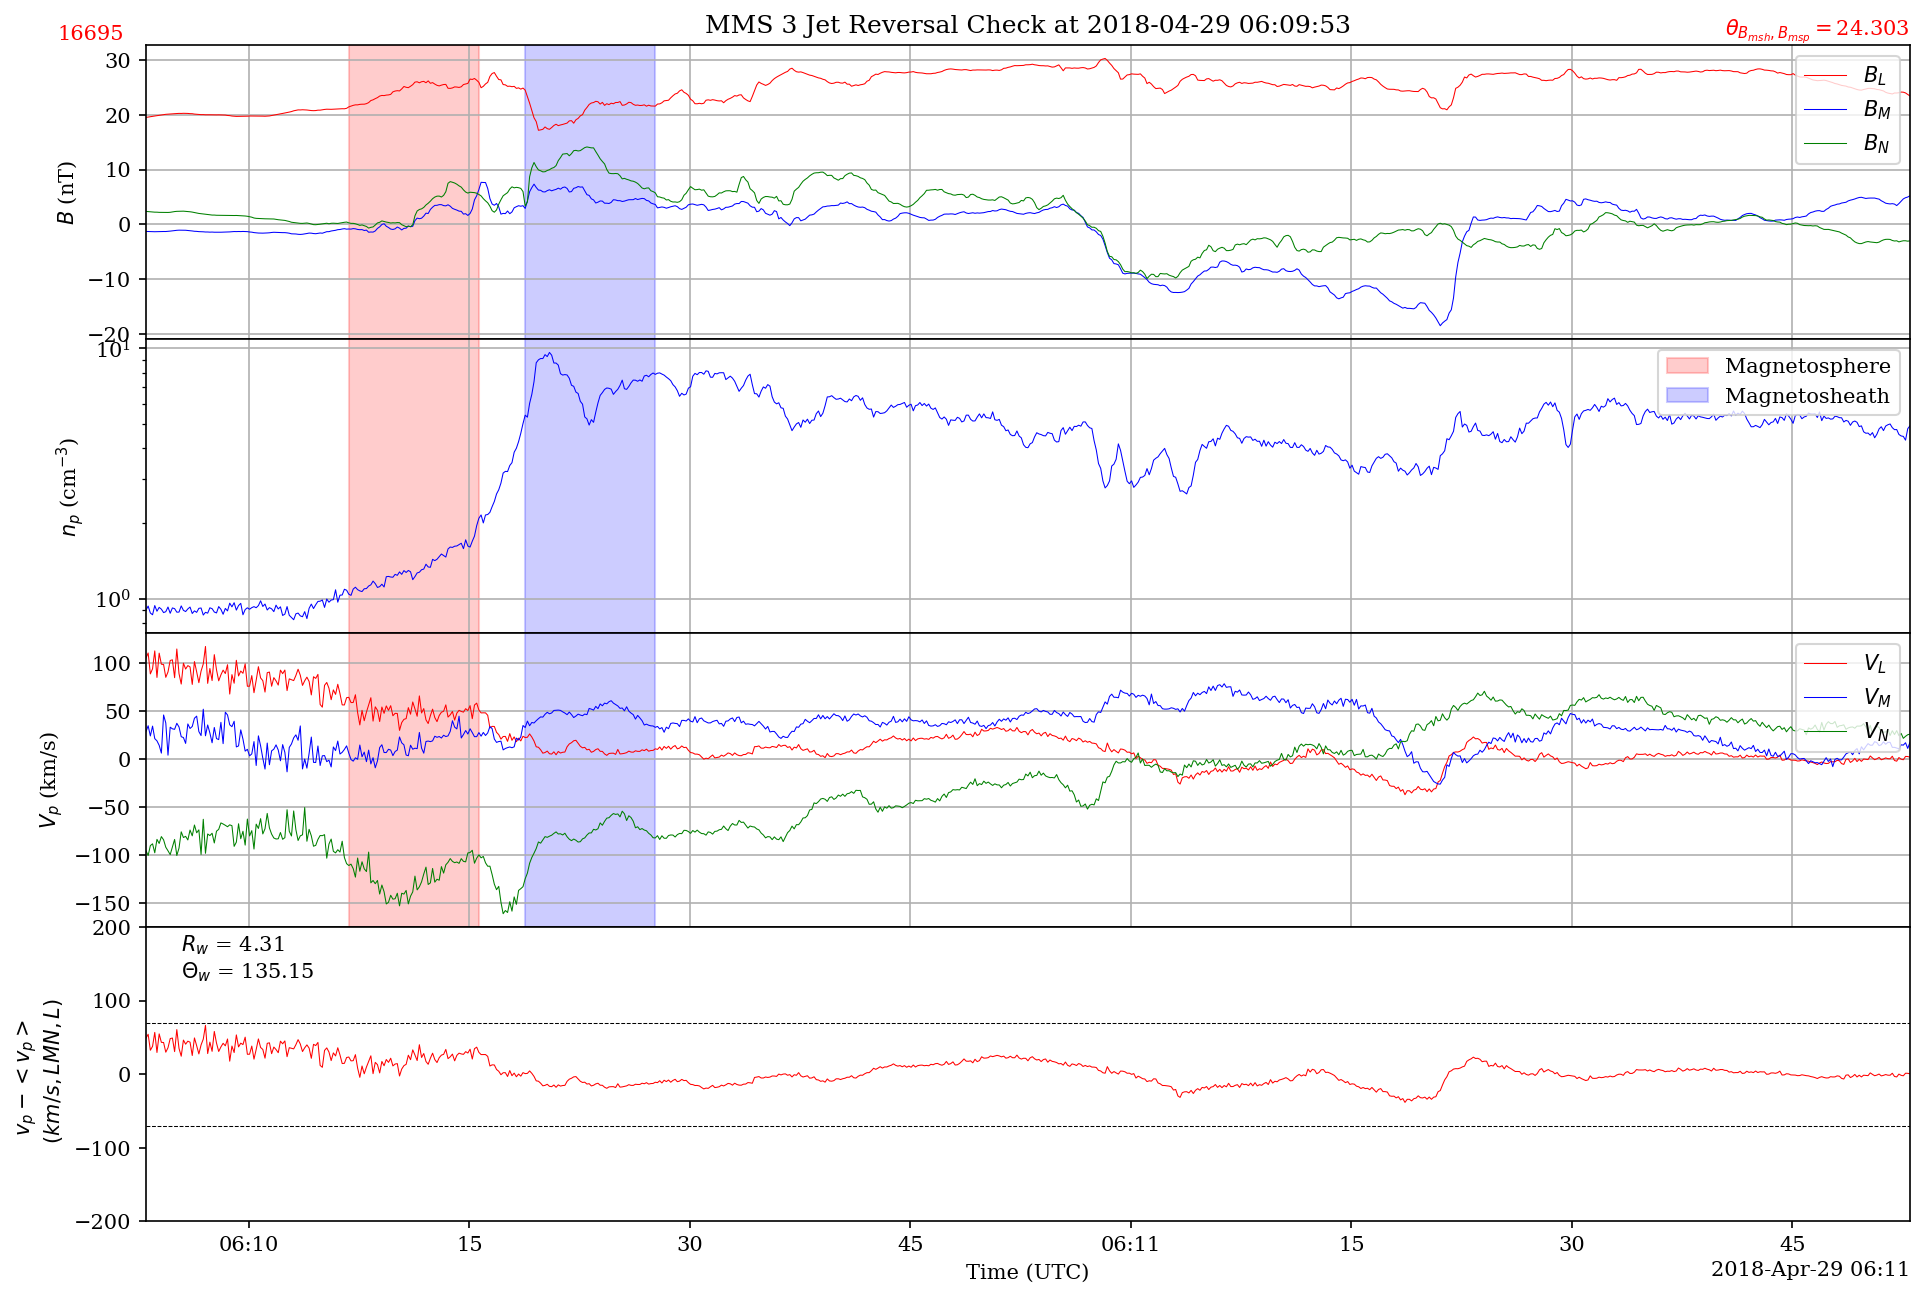 16695
MMS 3 Jet Reversal Check at 2018-04-29 06:09:53
θ_{B_{msh}, B_{msp}} = 24.303
B (nT)
30
20
10
0
−10
−20
B_L
B_M
B_N
n_p (cm^{−3})
10^1
10^0
Magnetosphere
Magnetosheath
V_p (km/s)
100
50
0
−50
−100
−150
V_L
V_M
V_N
v_p − < v_p >
(km/s, LMN, L)
200
100
0
−100
−200
R_w = 4.31
Θ_w = 135.15
06:10 15 30 45 06:11 15 30 45
Time (UTC)
2018-Apr-29 06:11